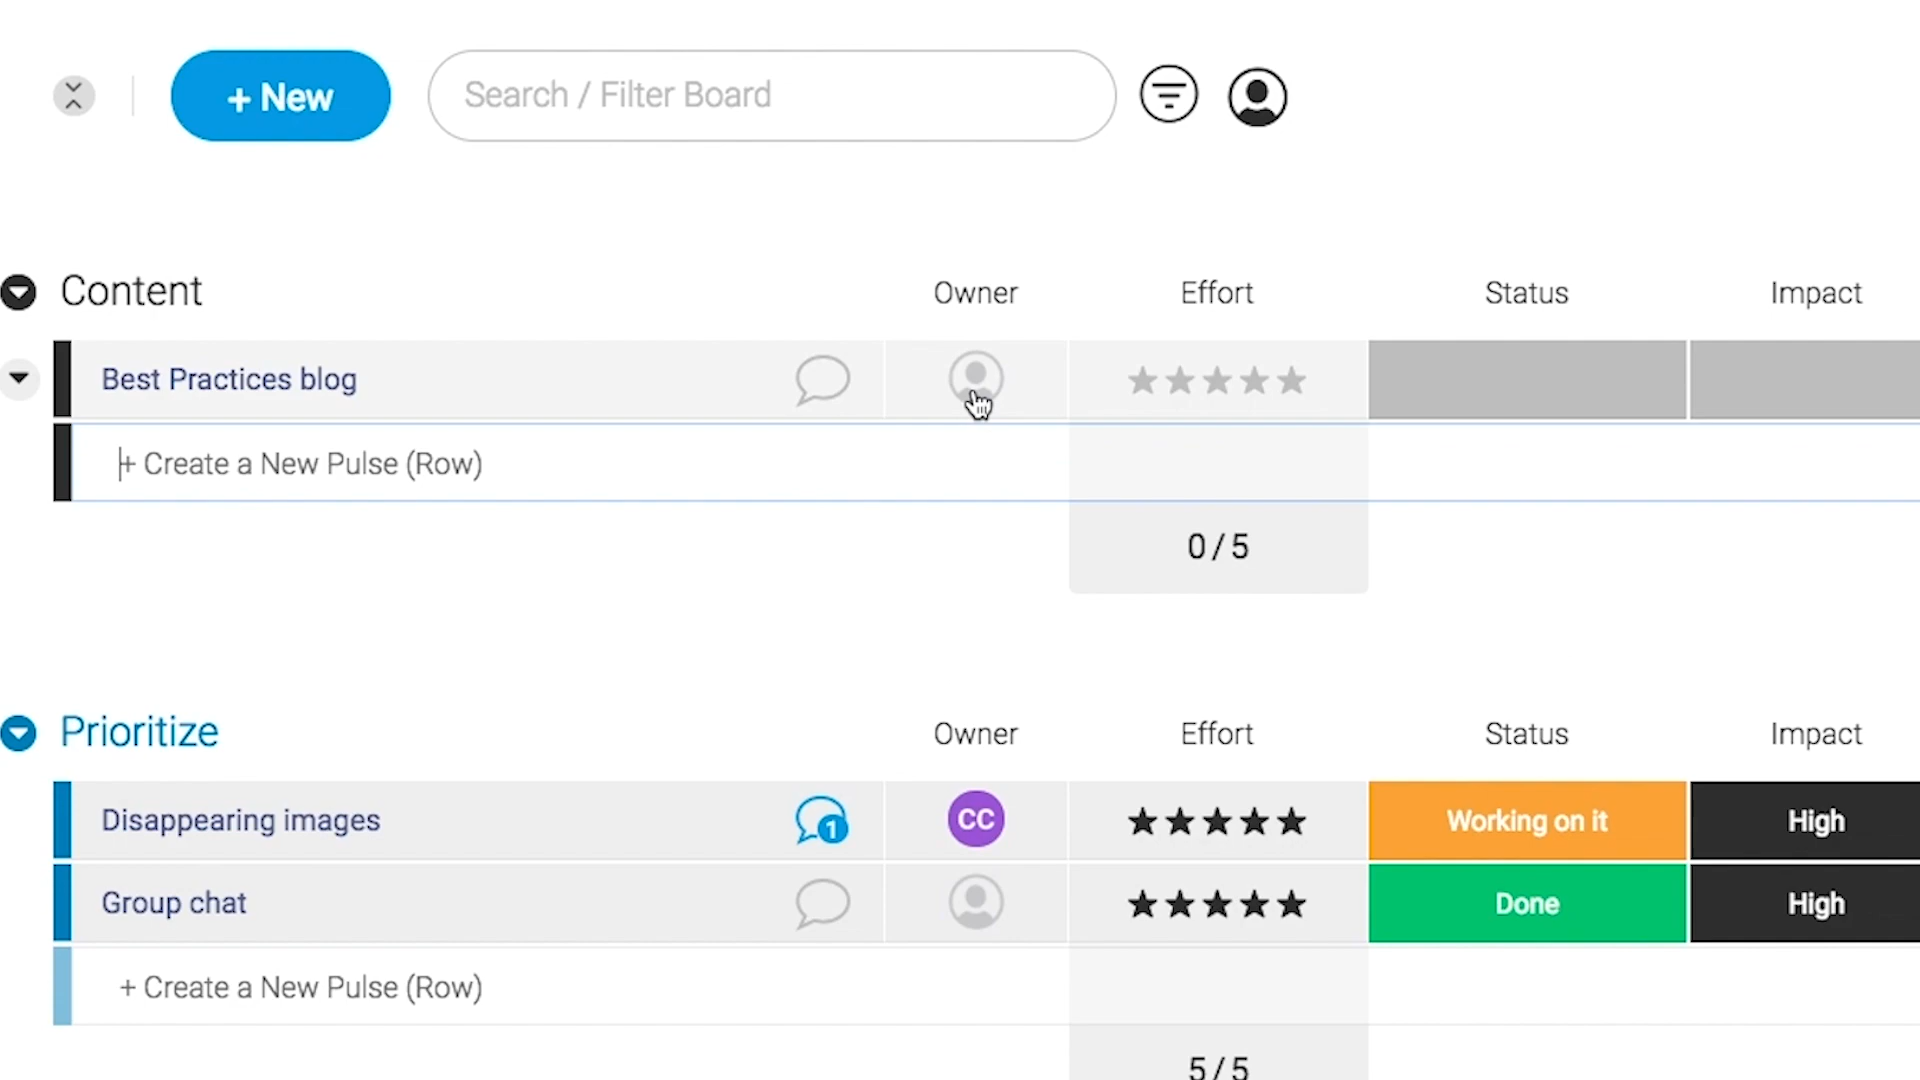 + New
Search / Filter Board
Content Owner Effort Status Impact
Best Practices blog
+ Create a New Pulse (Row)
0 / 5
Prioritize Owner Effort Status Impact
Disappearing images 1 CC Working on it High
Group chat Done High
+ Create a New Pulse (Row)
5 / 5